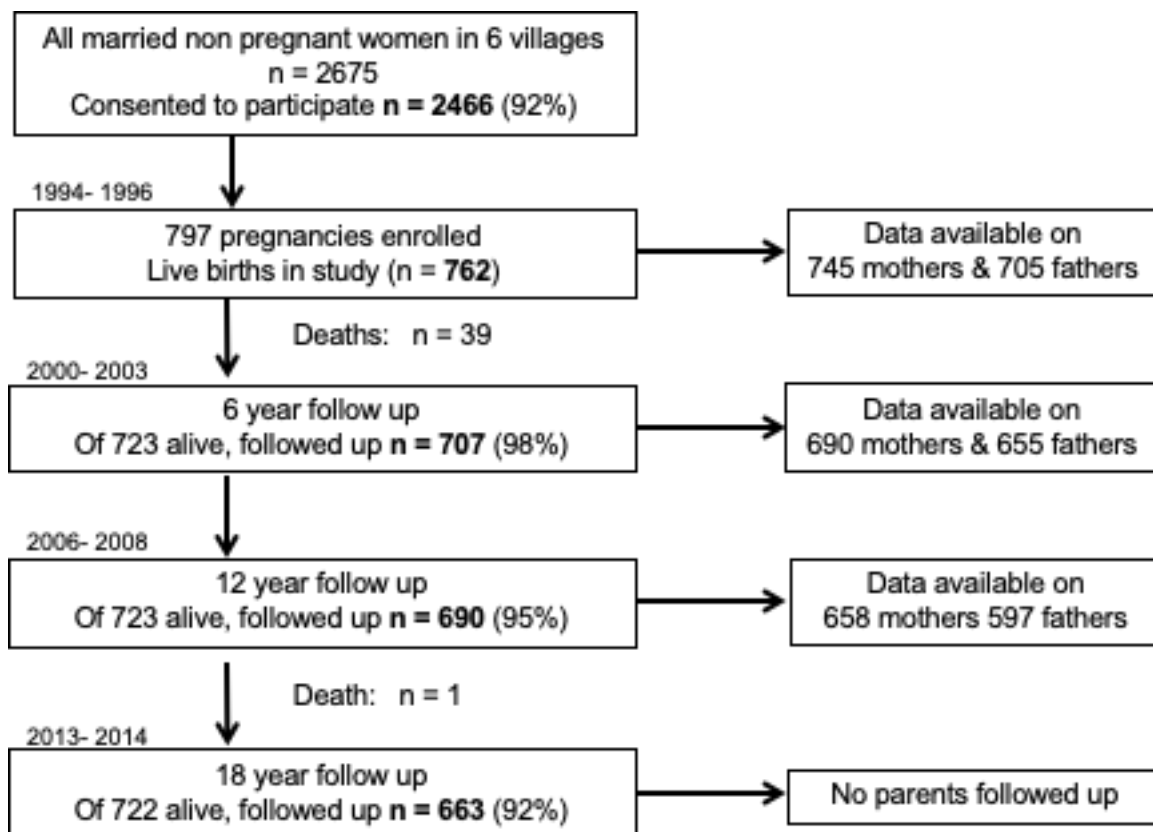 All married non pregnant women in 6 villages
n = 2675
Consented to participate n = 2466 (92%)
1994- 1996
797 pregnancies enrolled
Live births in study (n = 762)
Data available on
745 mothers & 705 fathers
Deaths: n = 39
2000- 2003
6 year follow up
Of 723 alive, followed up n = 707 (98%)
Data available on
690 mothers & 655 fathers
2006- 2008
12 year follow up
Of 723 alive, followed up n = 690 (95%)
Data available on
658 mothers 597 fathers
Death: n = 1
2013- 2014
18 year follow up
Of 722 alive, followed up n = 663 (92%)
No parents followed up